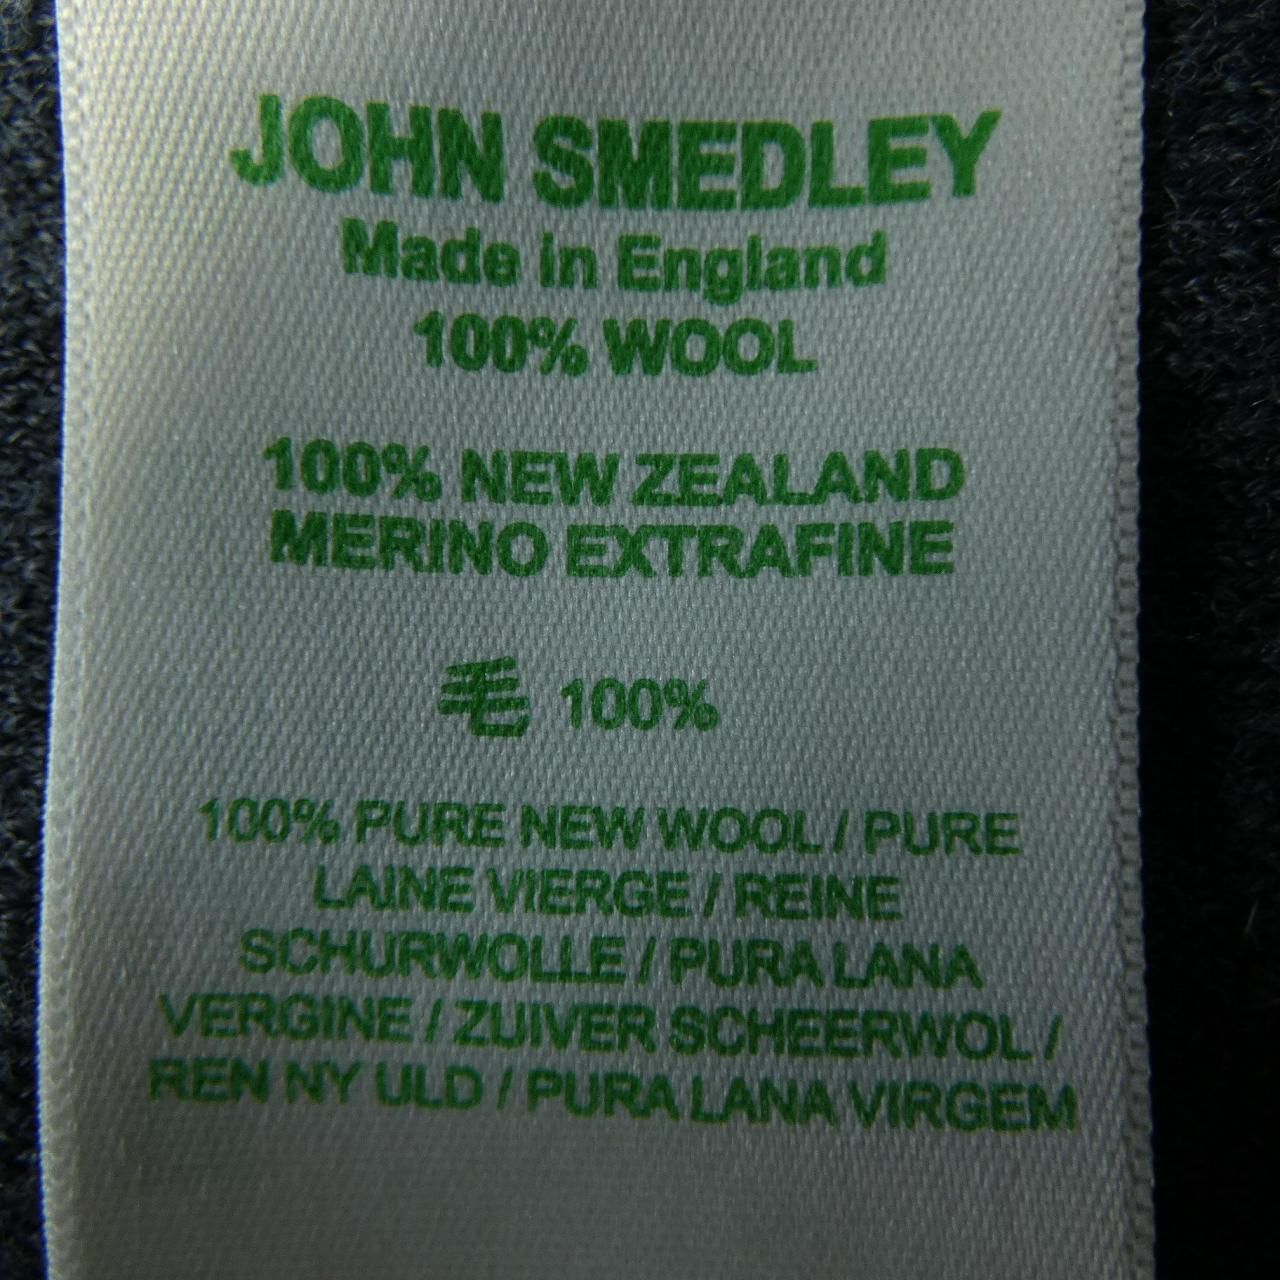 JOHN SMEDLEY
Made in England
100% WOOL
100% NEW ZEALAND
MERINO EXTRAFINE
毛 100%
100% PURE NEW WOOL / PURE
LAINE VIERGE / REINE
SCHURWOLLE / PURA LANA
VERGINE / ZUIVER SCHEERWOL /
REN NY ULD / PURA LANA VIRGEM